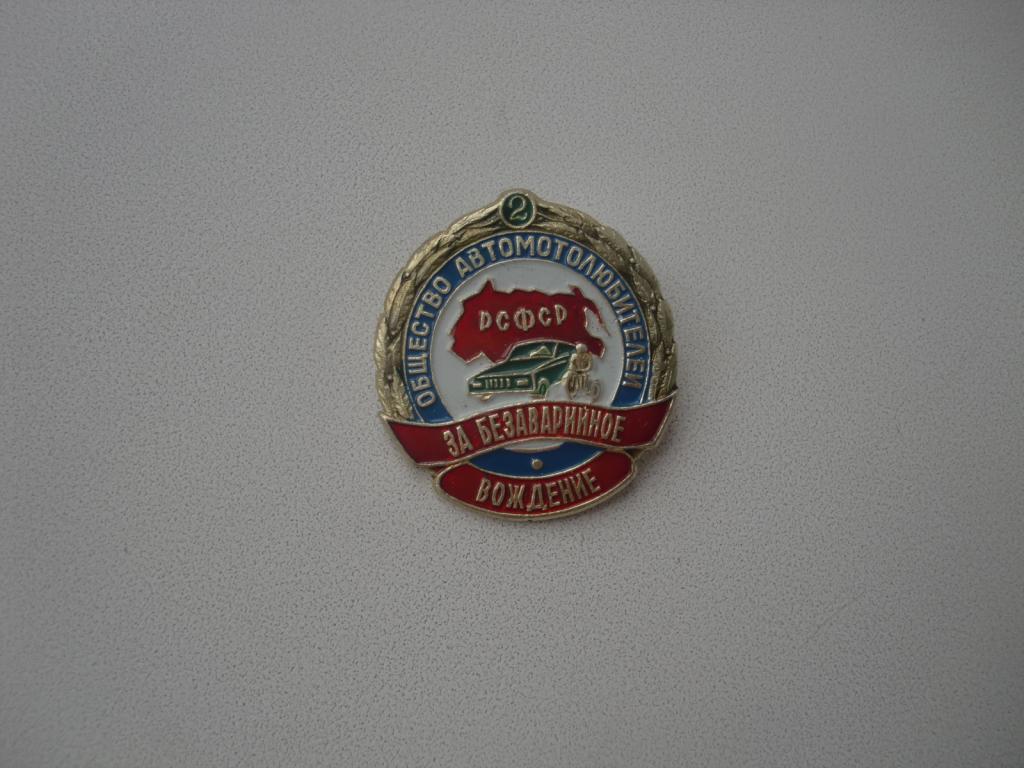 2
ОБЩЕСТВО АВТОМОТОЛЮБИТЕЛЕЙ
РСФСР
ЗА БЕЗАВАРИЙНОЕ
ВОЖДЕНИЕ